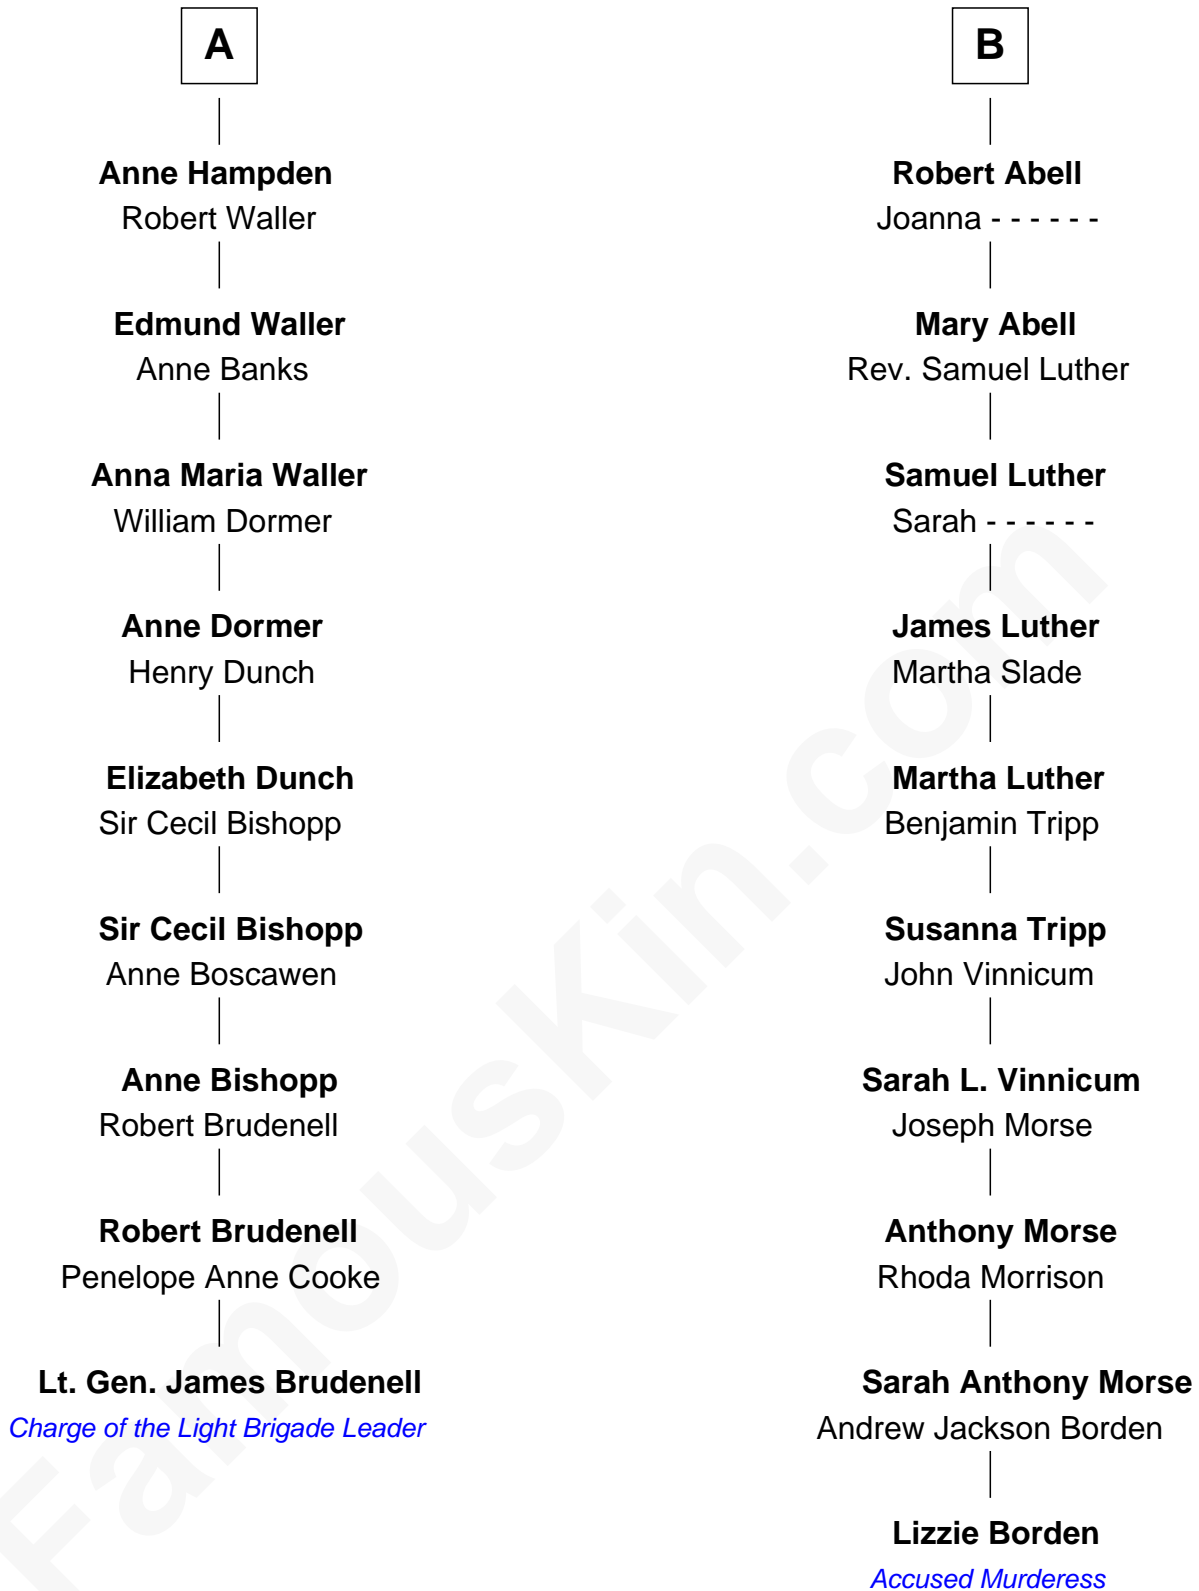 A
Anne Hampden
Robert Waller
Edmund Waller
Anne Banks
Anna Maria Waller
William Dormer
Anne Dormer
Henry Dunch
Elizabeth Dunch
Sir Cecil Bishopp
Sir Cecil Bishopp
Anne Boscawen
Anne Bishopp
Robert Brudenell
Robert Brudenell
Penelope Anne Cooke
Lt. Gen. James Brudenell
Charge of the Light Brigade Leader
B
Robert Abell
Joanna - - - - - -
Mary Abell
Rev. Samuel Luther
Samuel Luther
Sarah - - - - - -
James Luther
Martha Slade
Martha Luther
Benjamin Tripp
Susanna Tripp
John Vinnicum
Sarah L. Vinnicum
Joseph Morse
Anthony Morse
Rhoda Morrison
Sarah Anthony Morse
Andrew Jackson Borden
Lizzie Borden
Accused Murderess
FamousKin.com